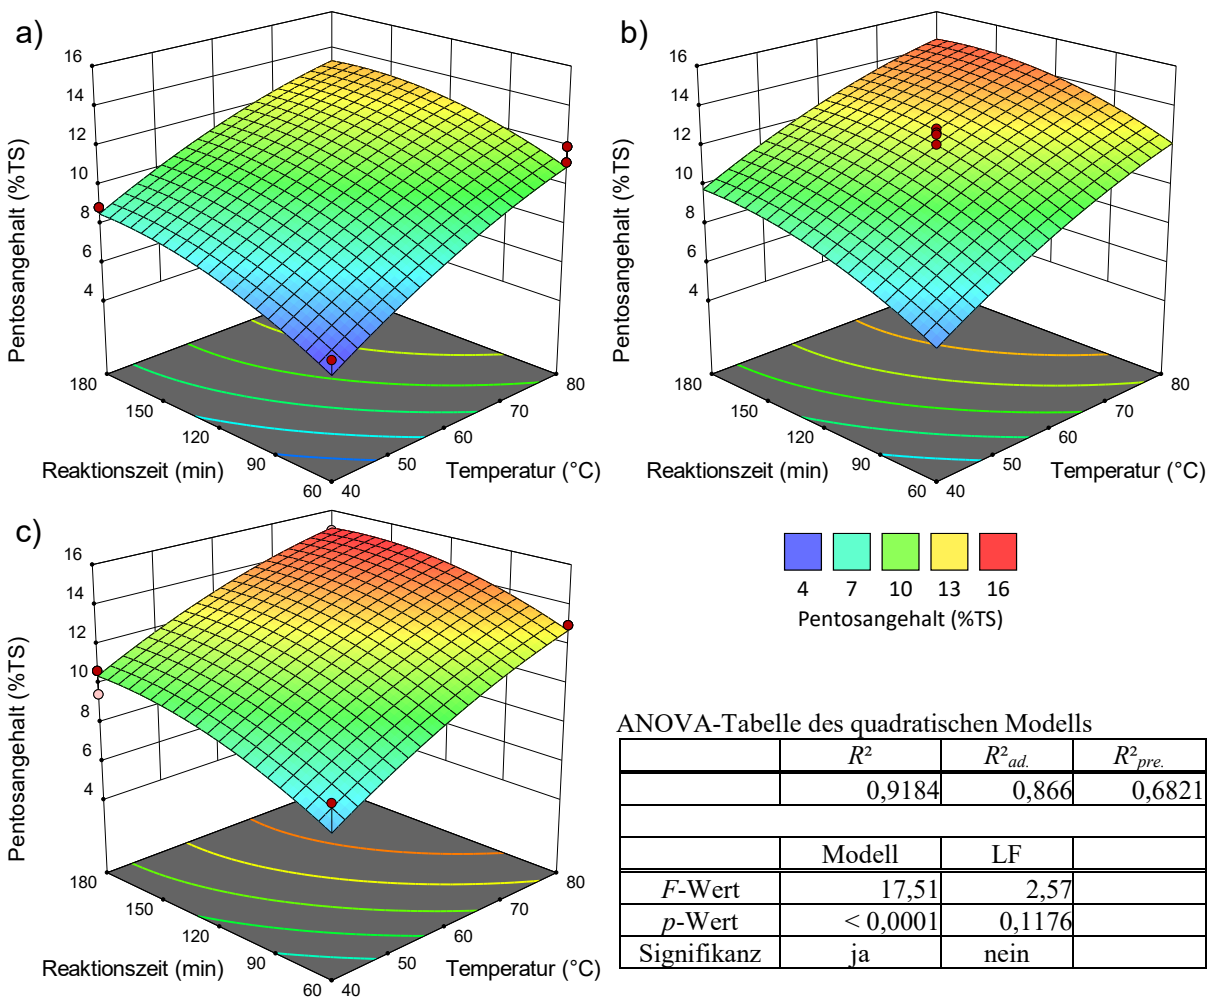 a)
16
14
12
10
8
6
4
Pentosangehalt (%TS)
180
150
120
90
60
Reaktionszeit (min)
40
50
60
70
80
Temperatur (°C)
b)
16
14
12
10
8
6
4
Pentosangehalt (%TS)
180
150
120
90
60
Reaktionszeit (min)
40
50
60
70
80
Temperatur (°C)
c)
16
14
12
10
8
6
4
Pentosangehalt (%TS)
180
150
120
90
60
Reaktionszeit (min)
40
50
60
70
80
Temperatur (°C)
4 7 10 13 16
Pentosangehalt (%TS)
ANOVA-Tabelle des quadratischen Modells
R² R²ad. R²pre.
0,9184 0,866 0,6821
Modell LF
F-Wert 17,51 2,57
p-Wert < 0,0001 0,1176
Signifikanz ja nein